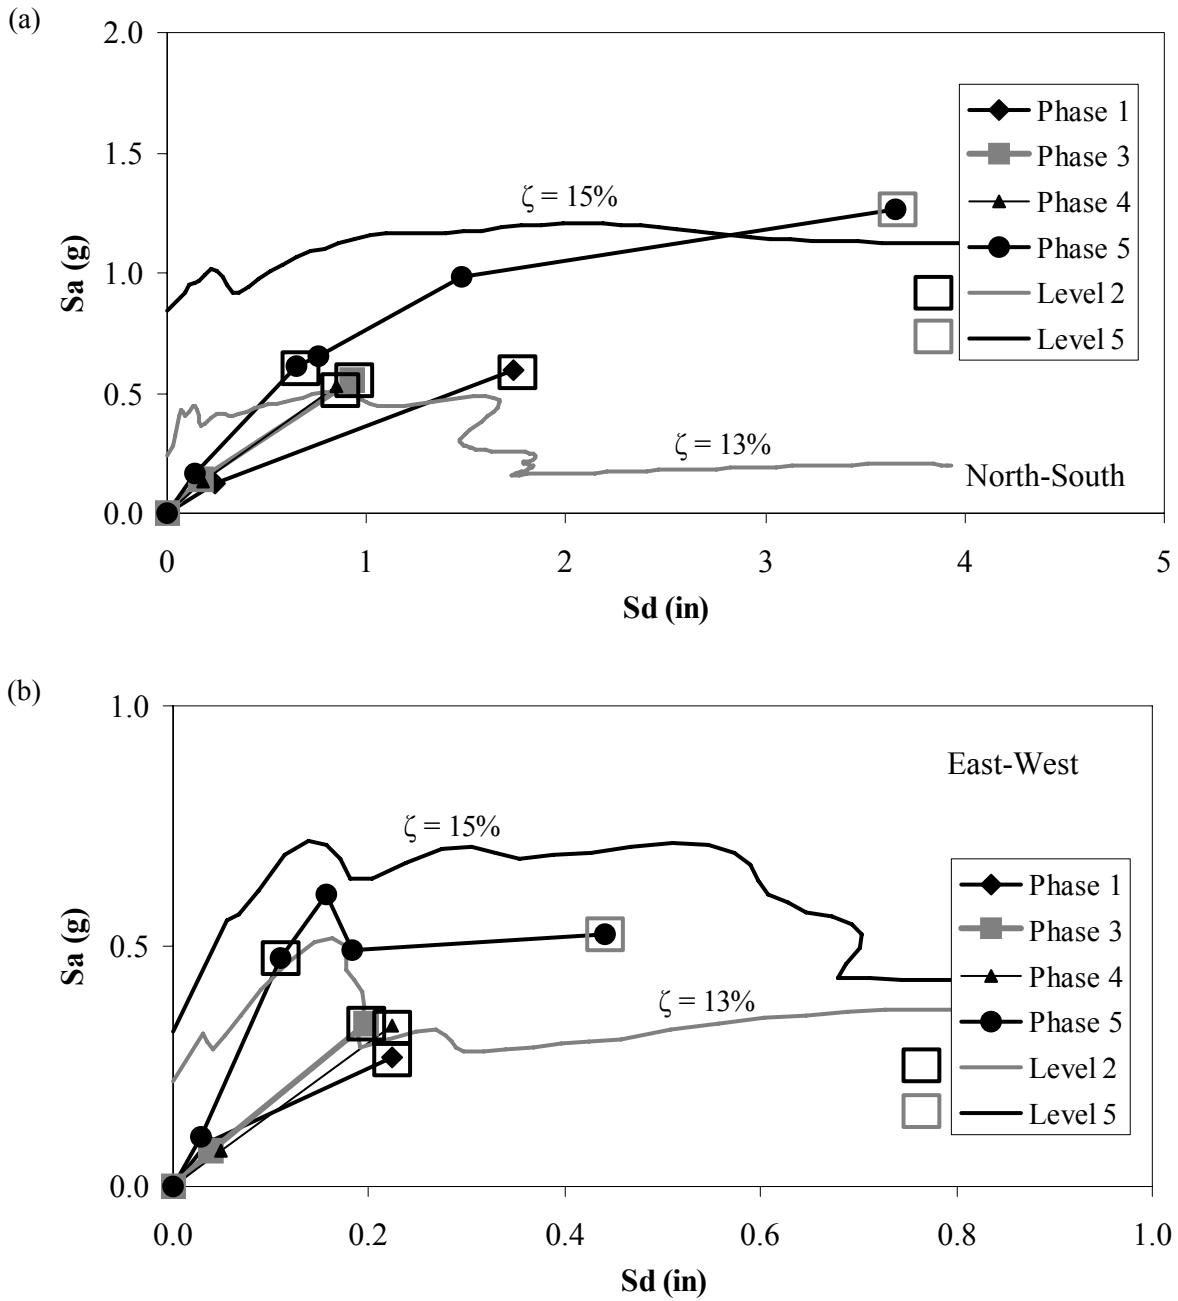 (a)
2.0
1.5
1.0
0.5
0.0
Sa (g)
ζ = 15%
ζ = 13%
Phase 1
Phase 3
Phase 4
Phase 5
Level 2
Level 5
North-South
0 1 2 3 4 5
Sd (in)
(b)
1.0
0.5
0.0
Sa (g)
East-West
ζ = 15%
ζ = 13%
Phase 1
Phase 3
Phase 4
Phase 5
Level 2
Level 5
0.0 0.2 0.4 0.6 0.8 1.0
Sd (in)